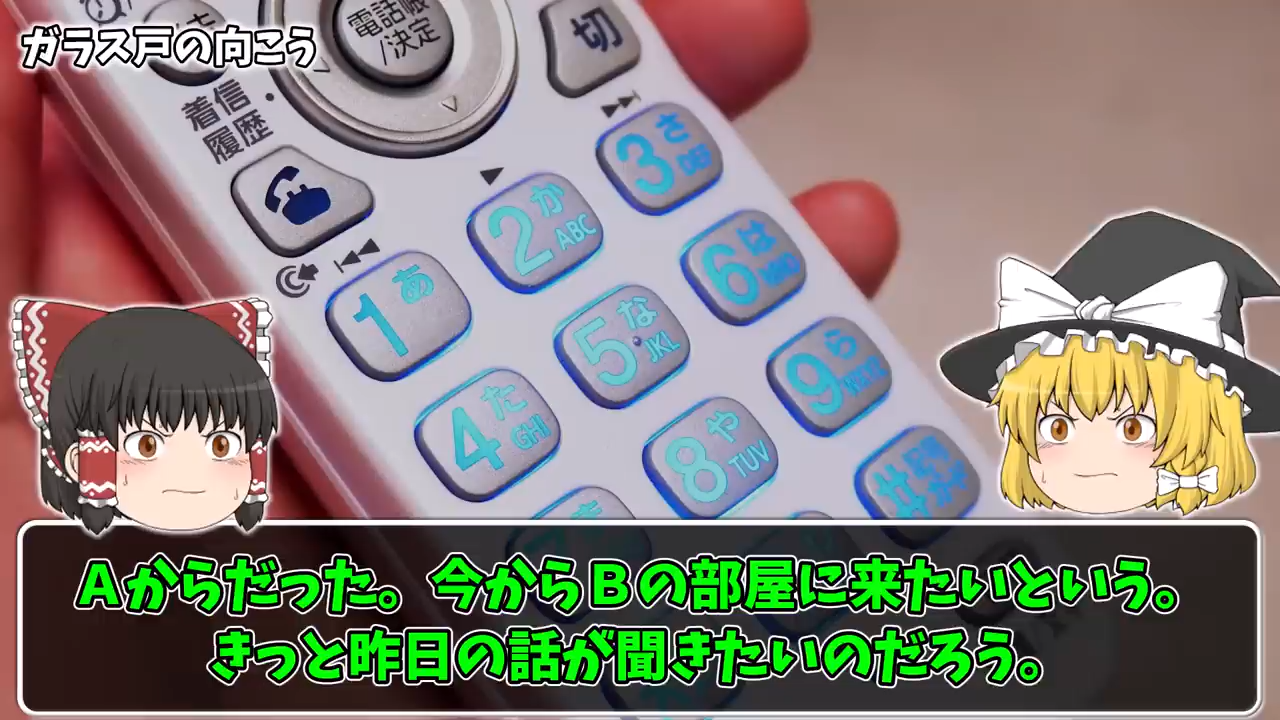 ガラス戸の向こう
電話帳
/決定
切
着信・
履歴
3さ
DEF
2か
ABC
1あ
6は
MNO
5な
JKL
4た
GHI
9ら
WXYZ
8や
TUV
#
Aからだった。今からBの部屋に来たいという。
きっと昨日の話が聞きたいのだろう。